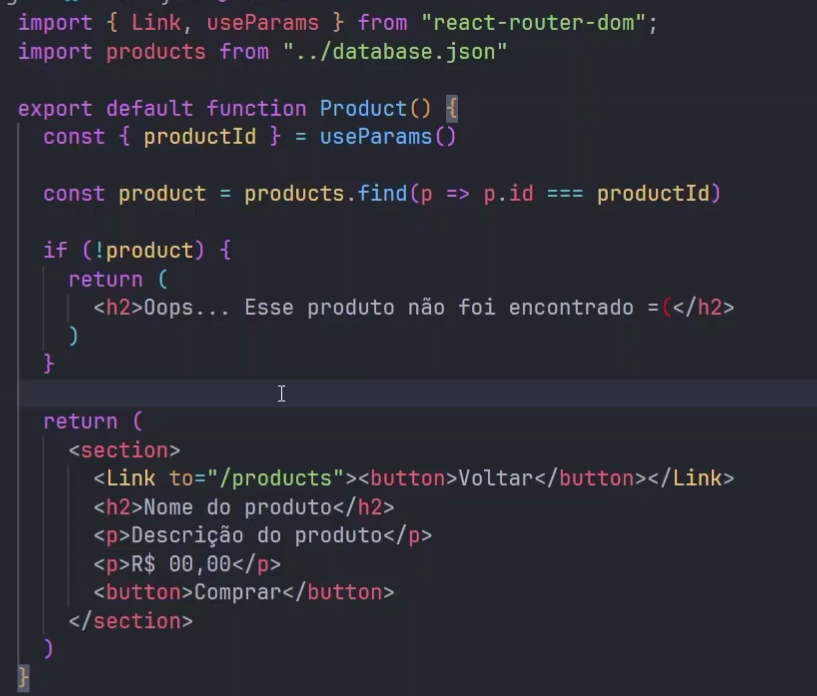 import { Link, useParams } from "react-router-dom";
import products from "../database.json"
export default function Product() {
const { productId } = useParams()
const product = products.find(p => p.id === productId)
if (!product) {
return (
<h2>Oops... Esse produto não foi encontrado =(</h2>
)
}
return (
<section>
<Link to="/products"><button>Voltar</button></Link>
<h2>Nome do produto</h2>
<p>Descrição do produto</p>
<p>R$ 00,00</p>
<button>Comprar</button>
</section>
)
}